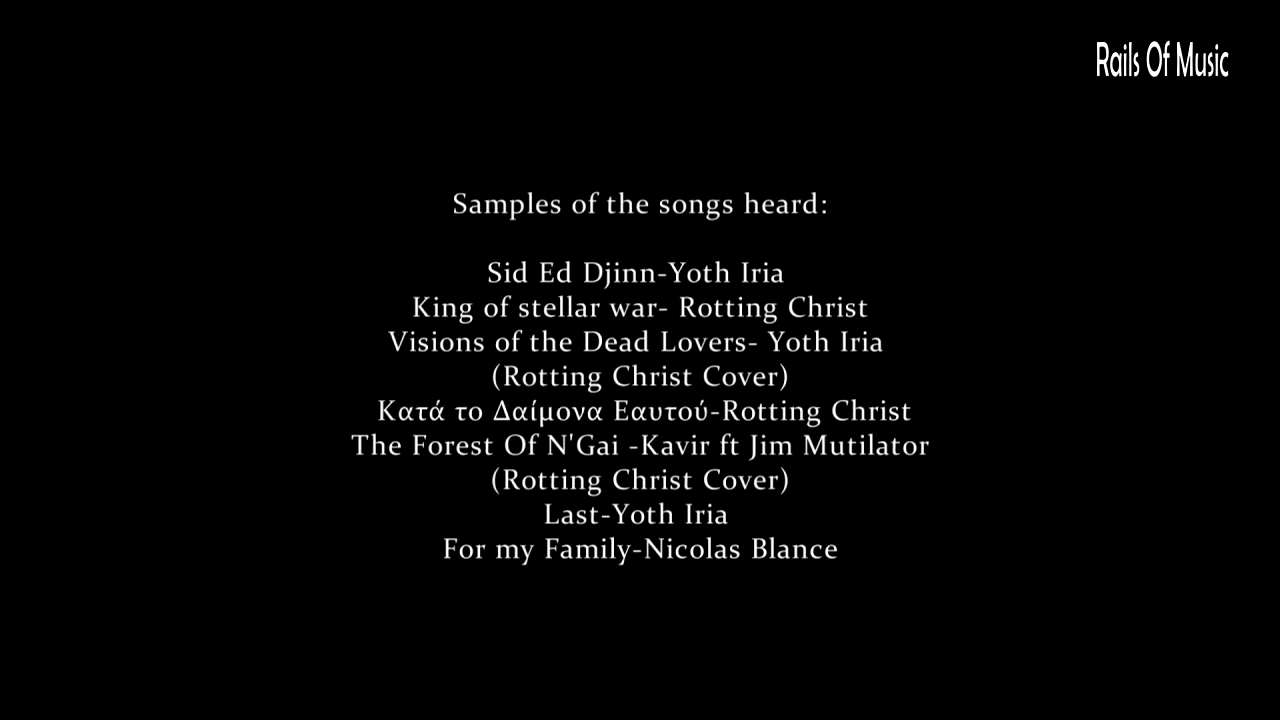 Rails Of Music
Samples of the songs heard:
Sid Ed Djinn-Yoth Iria
King of stellar war- Rotting Christ
Visions of the Dead Lovers- Yoth Iria
(Rotting Christ Cover)
Κατά το Δαίμονα Εαυτού-Rotting Christ
The Forest Of N'Gai -Kavir ft Jim Mutilator
(Rotting Christ Cover)
Last-Yoth Iria
For my Family-Nicolas Blance